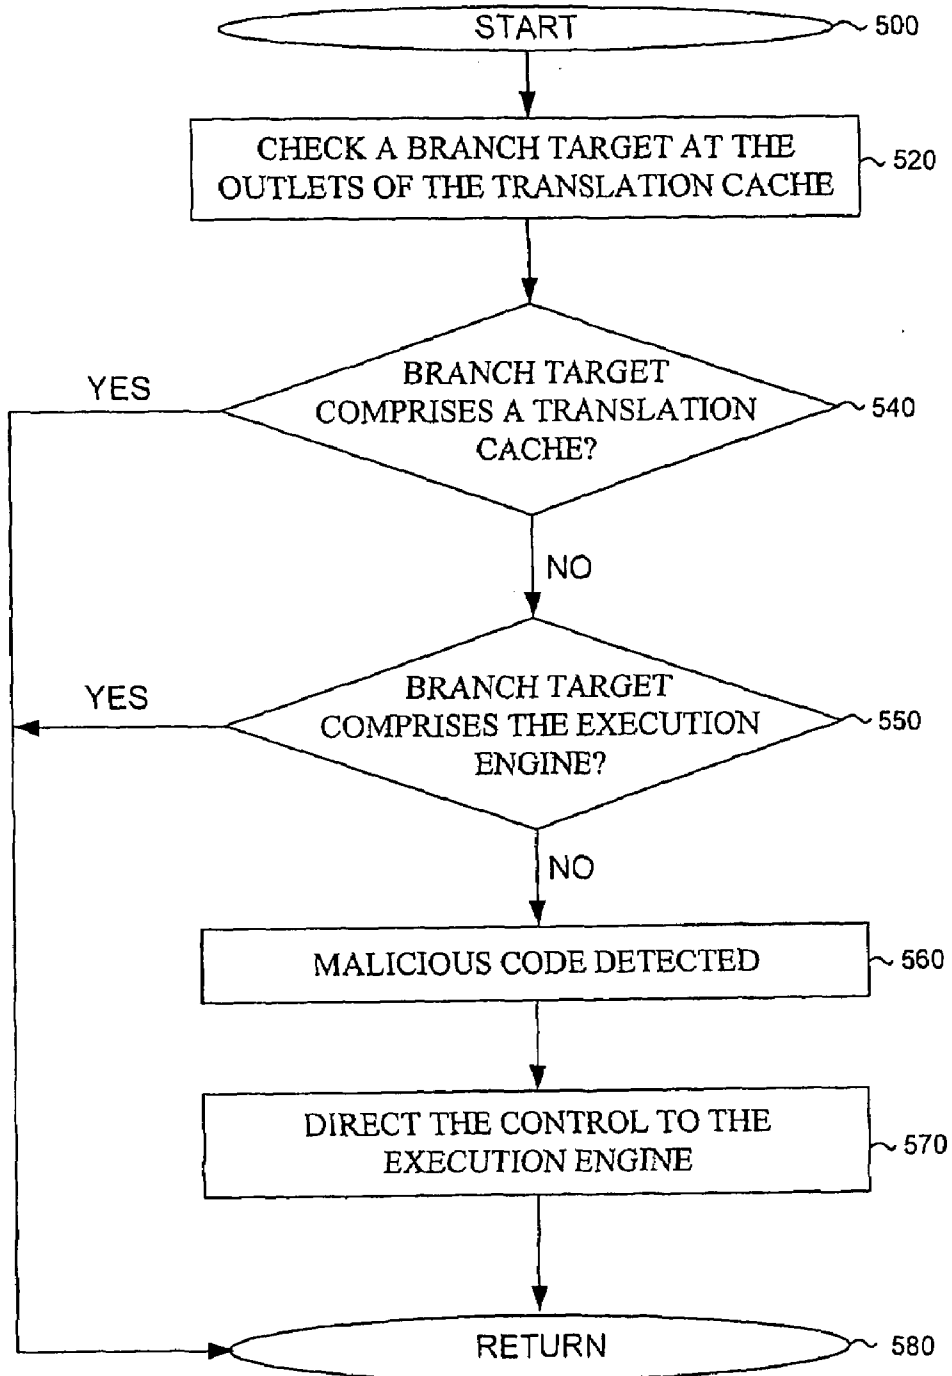 START
500
CHECK A BRANCH TARGET AT THE
OUTLETS OF THE TRANSLATION CACHE
520
BRANCH TARGET
COMPRISES A TRANSLATION
CACHE?
540
YES
NO
BRANCH TARGET
COMPRISES THE EXECUTION
ENGINE?
550
YES
NO
MALICIOUS CODE DETECTED
560
DIRECT THE CONTROL TO THE
EXECUTION ENGINE
570
RETURN
580